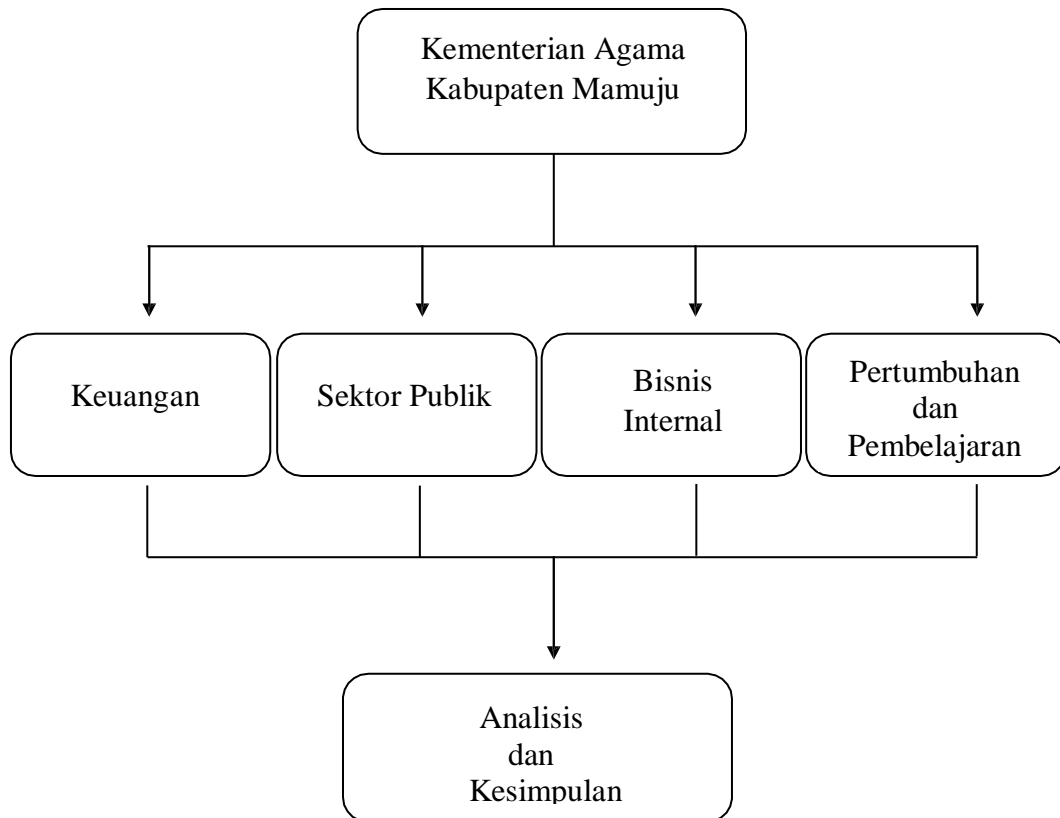 Kementerian Agama
Kabupaten Mamuju
Keuangan
Sektor Publik
Bisnis
Internal
Pertumbuhan
dan
Pembelajaran
Analisis
dan
Kesimpulan